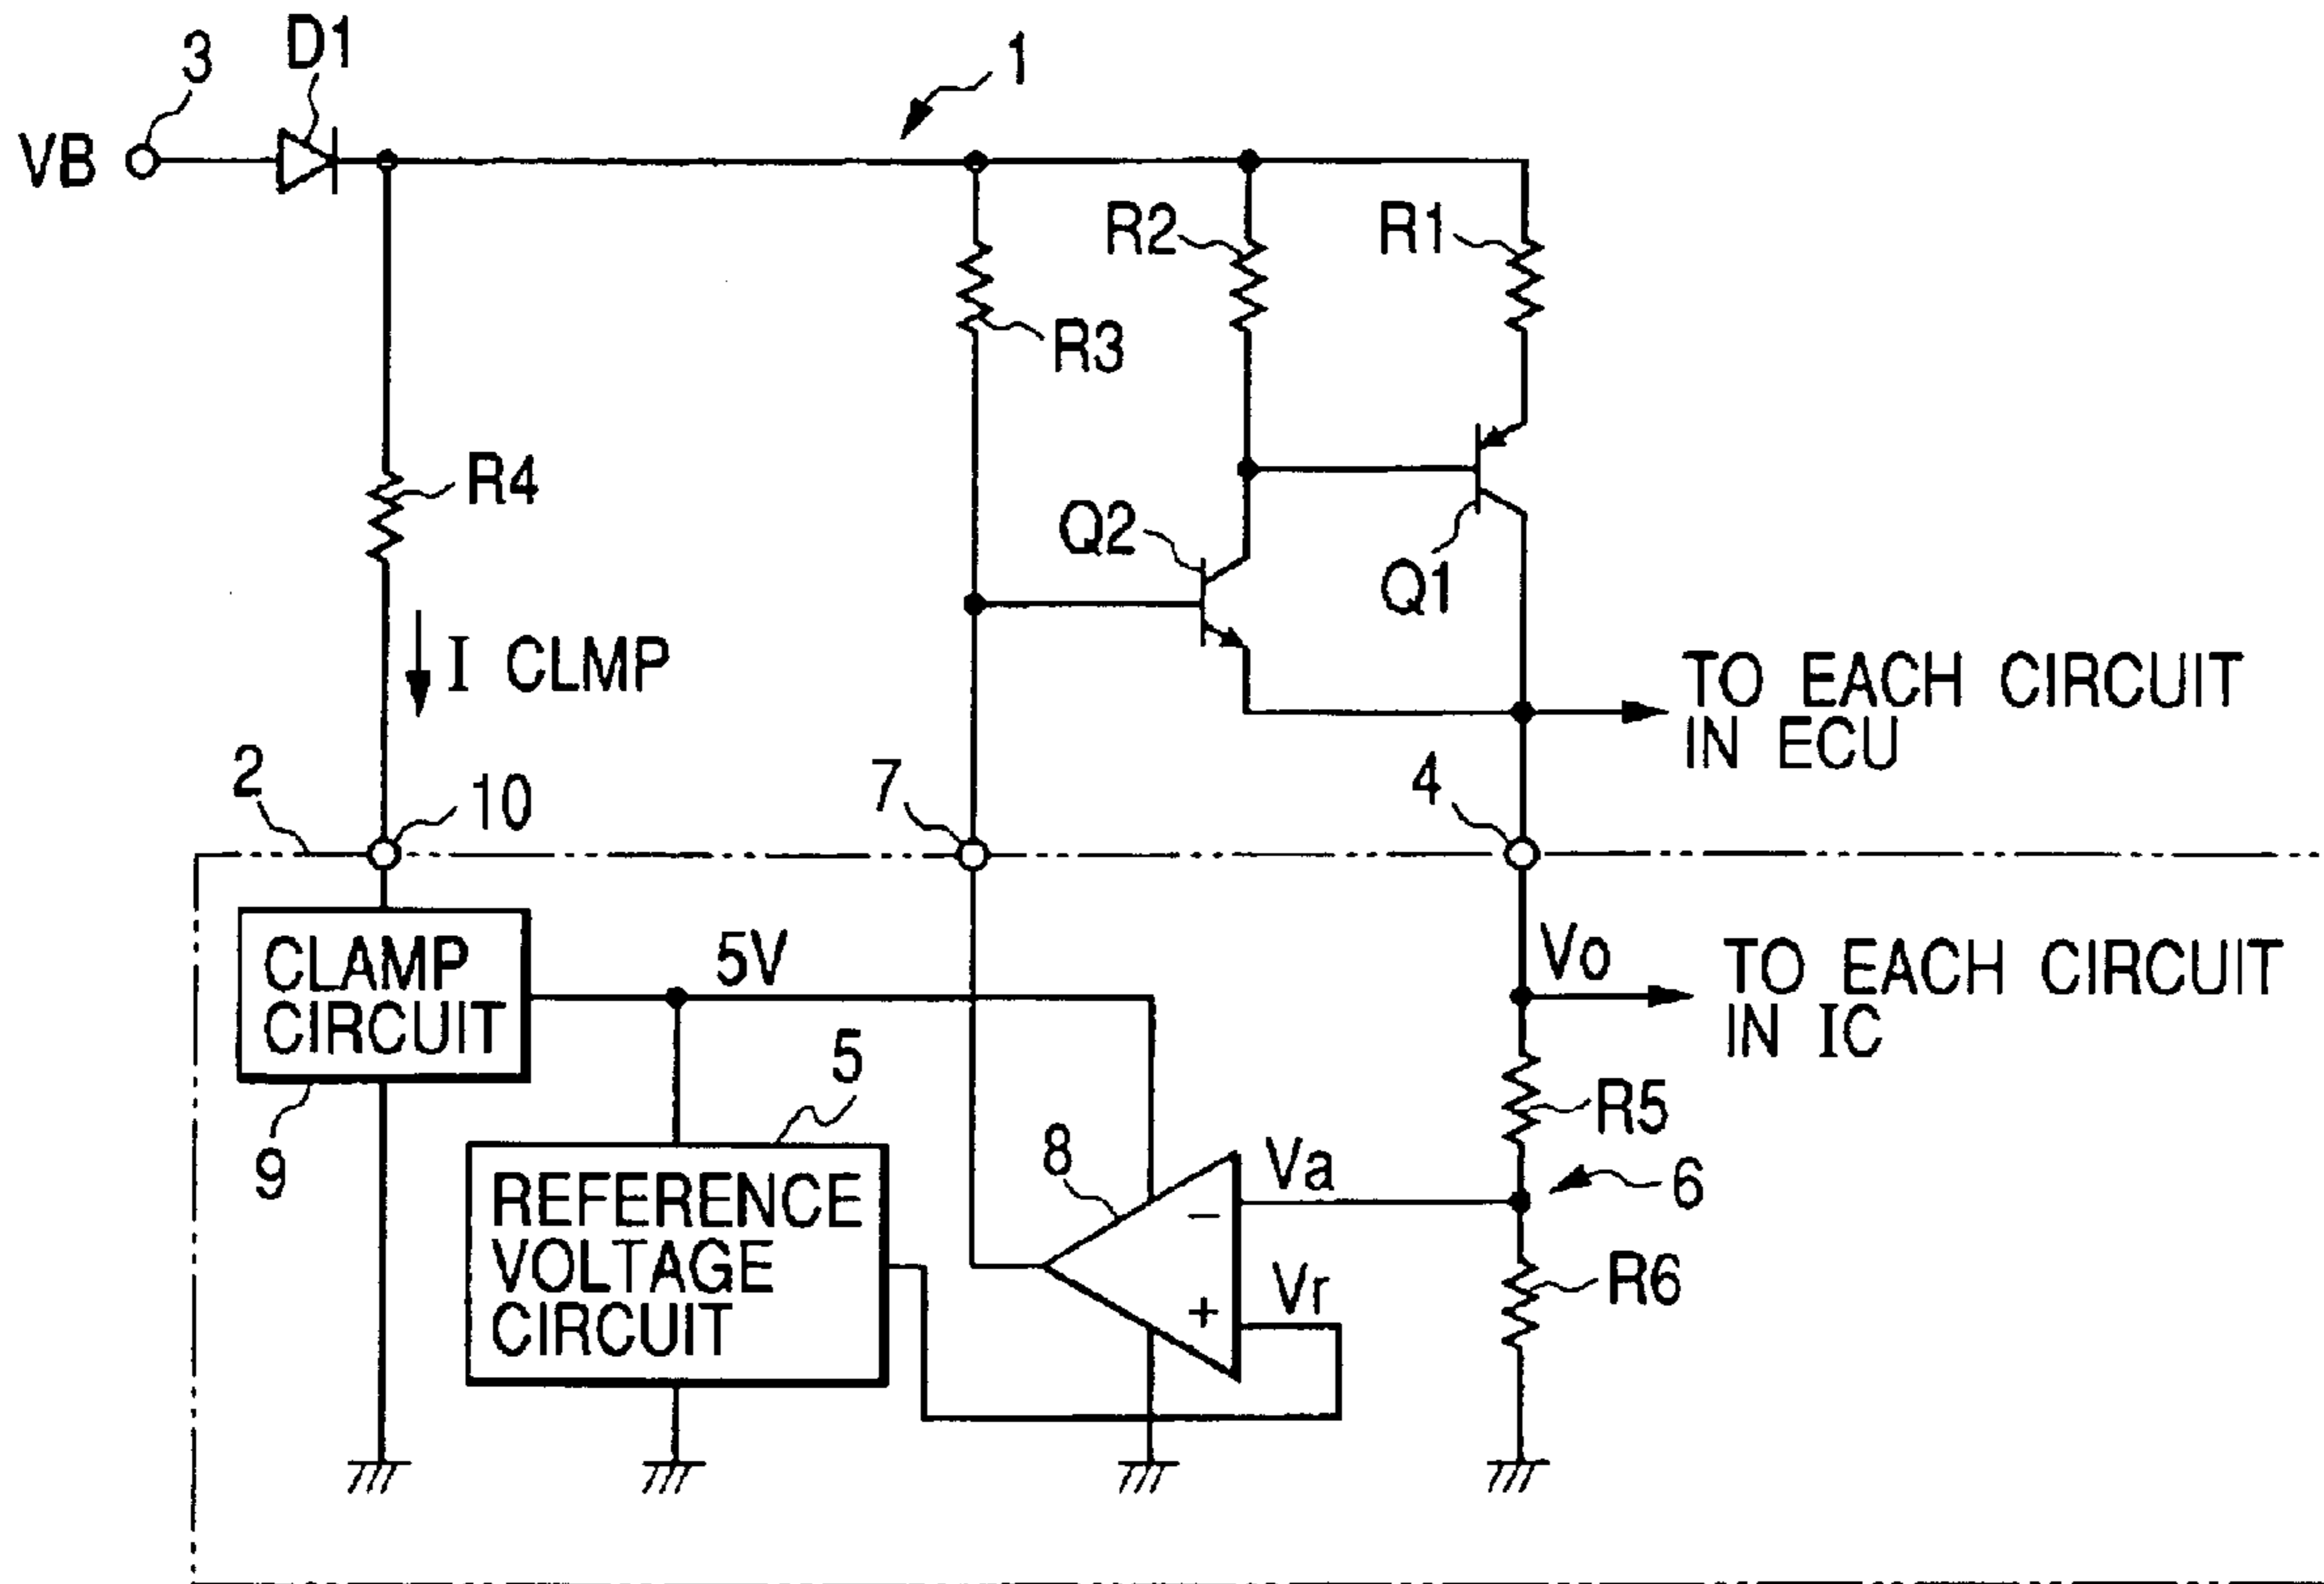 D1
3
1
VB
R2
R1
R3
R4
Q2
Q1
I CLMP
TO EACH CIRCUIT
IN ECU
2
10
7
4
CLAMP
CIRCUIT
5V
Vo
TO EACH CIRCUIT
IN IC
5
R5
9
8
Va
6
REFERENCE
VOLTAGE
CIRCUIT
−
+
Vr
R6